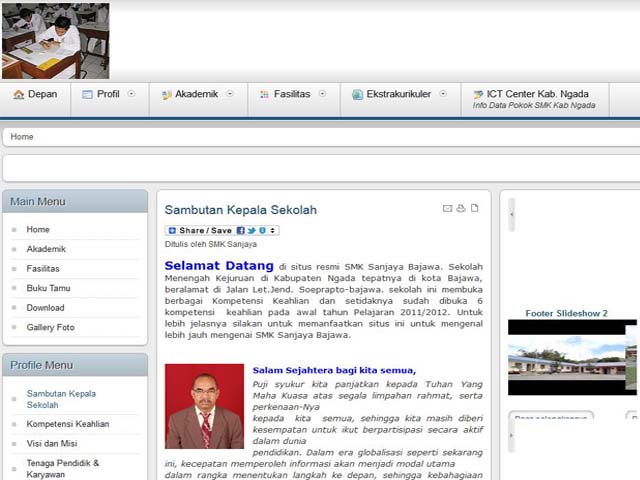 Depan
Profil
Akademik
Fasilitas
Ekstrakurikuler
ICT Center Kab. Ngada
Info Data Pokok SMK Kab Ngada
Home
Main Menu
Home
Akademik
Fasilitas
Buku Tamu
Download
Gallery Foto
Profile Menu
Sambutan Kepala
Sekolah
Kompetensi Keahlian
Visi dan Misi
Tenaga Pendidik &
Karyawan
Sambutan Kepala Sekolah
Share / Save
Ditulis oleh SMK Sanjaya
Selamat Datang di situs resmi SMK Sanjaya Bajawa. Sekolah
Menengah Kejuruan di Kabupaten Ngada tepatnya di kota Bajawa,
beralamat di Jalan Let.Jend. Soeprapto-bajawa. sekolah ini membuka
berbagai Kompetensi Keahlian dan setidaknya sudah dibuka 6
kompetensi keahlian pada awal tahun Pelajaran 2011/2012. Untuk
lebih jelasnya silakan untuk memanfaatkan situs ini untuk mengenal
lebih jauh mengenai SMK Sanjaya Bajawa.
Salam Sejahtera bagi kita semua,
Puji syukur kita panjatkan kepada Tuhan Yang
Maha Kuasa atas segala limpahan rahmat, serta
perkenaan-Nya
kepada kita semua, sehingga kita masih diberi
kesempatan untuk ikut berpartisipasi secara aktif
dalam dunia
pendidikan. Dalam era globalisasi seperti sekarang
ini, kecepatan memperoleh informasi akan menjadi modal utama
dalam rangka menentukan langkah ke depan, sehingga kebahagiaan
Footer Slideshow 2